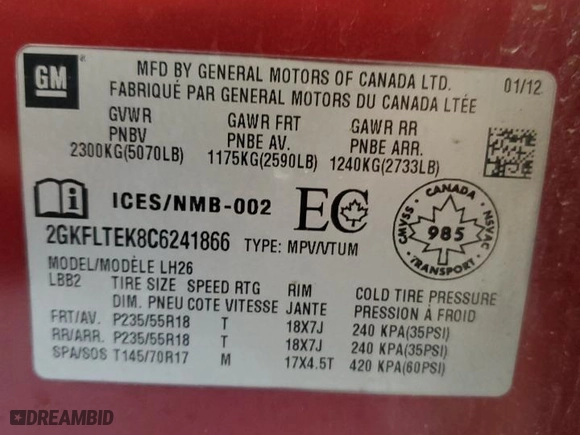 GM
MFD BY GENERAL MOTORS OF CANADA LTD. 01/12
FABRIQUÉ PAR GENERAL MOTORS DU CANADA LTÉE
GVWR GAWR FRT GAWR RR
PNBV PNBE AV. PNBE ARR.
2300KG(5070LB) 1175KG(2590LB) 1240KG(2733LB)
ICES/NMB-002 EC
CANADA
CMVSS 985 NSVAC
TRANSPORT
2GKFLTEK8C6241866 TYPE: MPV/VTUM
MODEL/MODÈLE LH26
LBB2 TIRE SIZE SPEED RTG RIM COLD TIRE PRESSURE
DIM. PNEU COTE VITESSE JANTE PRESSION À FROID
FRT/AV. P235/55R18 T 18X7J 240 KPA(35PSI)
RR/ARR. P235/55R18 T 18X7J 240 KPA(35PSI)
SPA/SOS T145/70R17 M 17X4.5T 420 KPA(60PSI)
DREAMBID